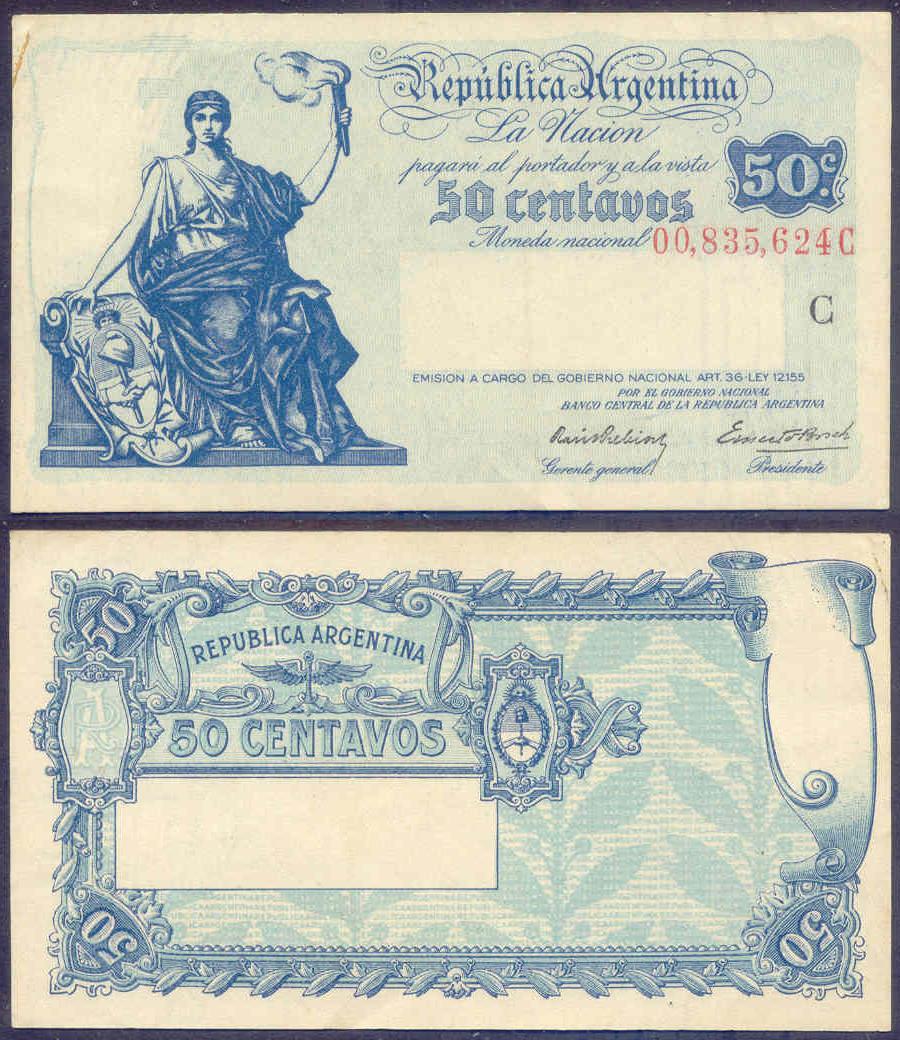 República Argentina
La Nacion
pagará al portador y a la vista
50 centavos
50c.
Moneda nacional
00,835,624C
C
EMISION A CARGO DEL GOBIERNO NACIONAL ART. 36-LEY 12155
POR EL GOBIERNO NACIONAL
BANCO CENTRAL DE LA REPUBLICA ARGENTINA
Gerente general
Presidente
50
REPUBLICA ARGENTINA
RA
50 CENTAVOS
50
50